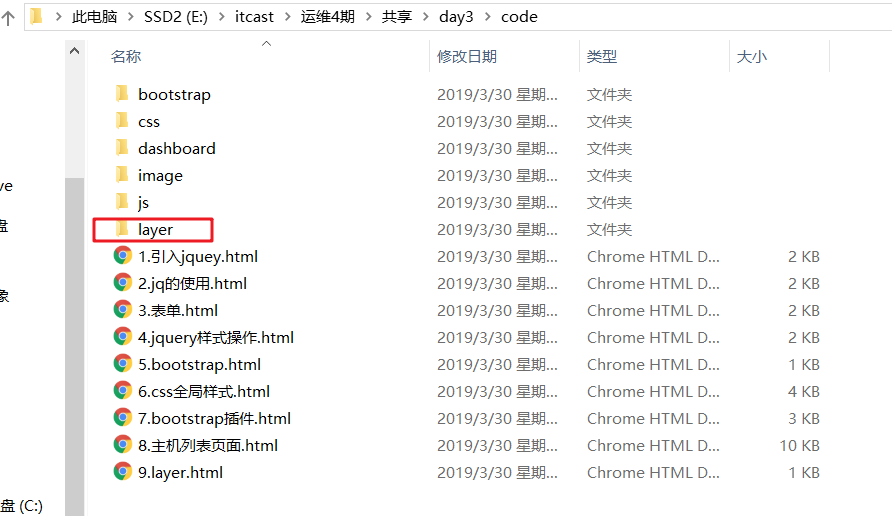 此电脑 > SSD2 (E:) > itcast > 运维4期 > 共享 > day3 > code
名称 修改日期 类型 大小
bootstrap 2019/3/30 星期... 文件夹
css 2019/3/30 星期... 文件夹
dashboard 2019/3/30 星期... 文件夹
image 2019/3/30 星期... 文件夹
ve
js 2019/3/30 星期... 文件夹
盘
layer 2019/3/30 星期... 文件夹
1.引入jquey.html 2019/3/30 星期... Chrome HTML D... 2 KB
2.jq的使用.html 2019/3/30 星期... Chrome HTML D... 2 KB
象
3.表单.html 2019/3/30 星期... Chrome HTML D... 2 KB
4.jquery样式操作.html 2019/3/30 星期... Chrome HTML D... 2 KB
5.bootstrap.html 2019/3/30 星期... Chrome HTML D... 1 KB
6.css全局样式.html 2019/3/30 星期... Chrome HTML D... 4 KB
7.bootstrap插件.html 2019/3/30 星期... Chrome HTML D... 3 KB
8.主机列表页面.html 2019/3/30 星期... Chrome HTML D... 10 KB
9.layer.html 2019/3/30 星期... Chrome HTML D... 1 KB
盘 (C:)